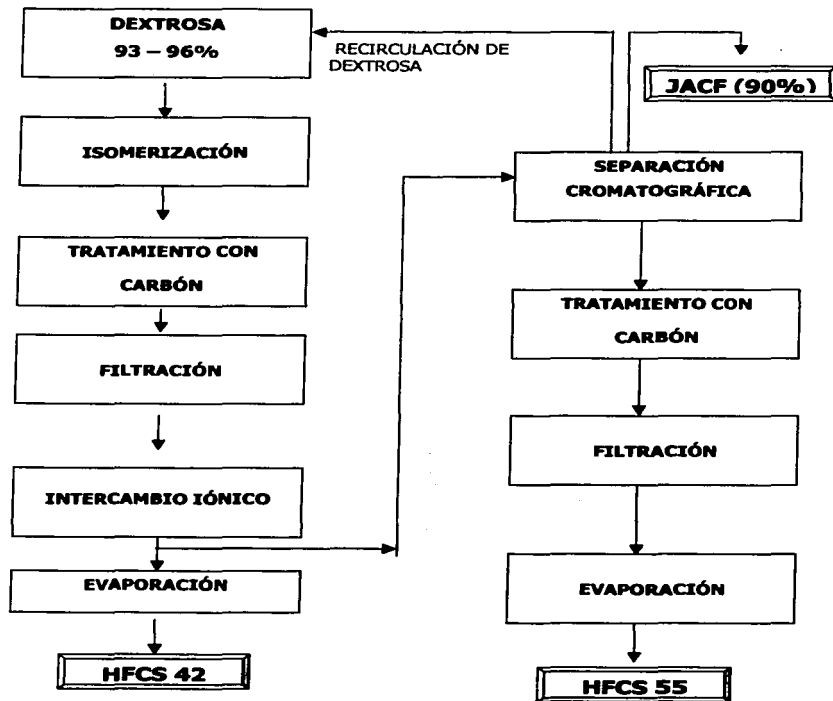 DEXTROSA
93 – 96%
RECIRCULACIÓN DE
DEXTROSA
JACF (90%)
ISOMERIZACIÓN
SEPARACIÓN
CROMATOGRÁFICA
TRATAMIENTO CON
CARBÓN
FILTRACIÓN
INTERCAMBIO IÓNICO
EVAPORACIÓN
HFCS 42
TRATAMIENTO CON
CARBÓN
FILTRACIÓN
EVAPORACIÓN
HFCS 55